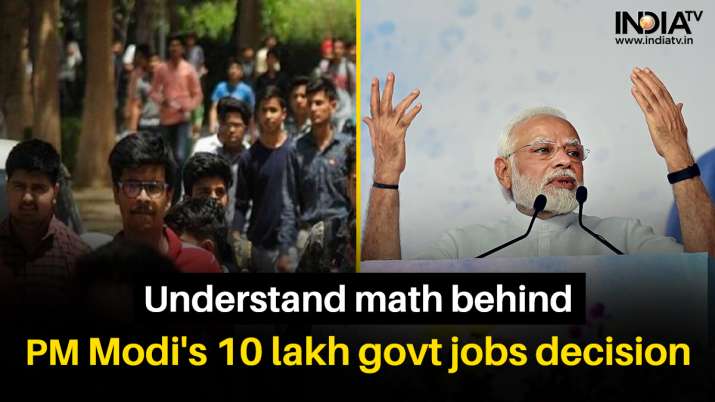 INDIA TV
www.indiatv.in
Understand math behind
PM Modi's 10 lakh govt jobs decision